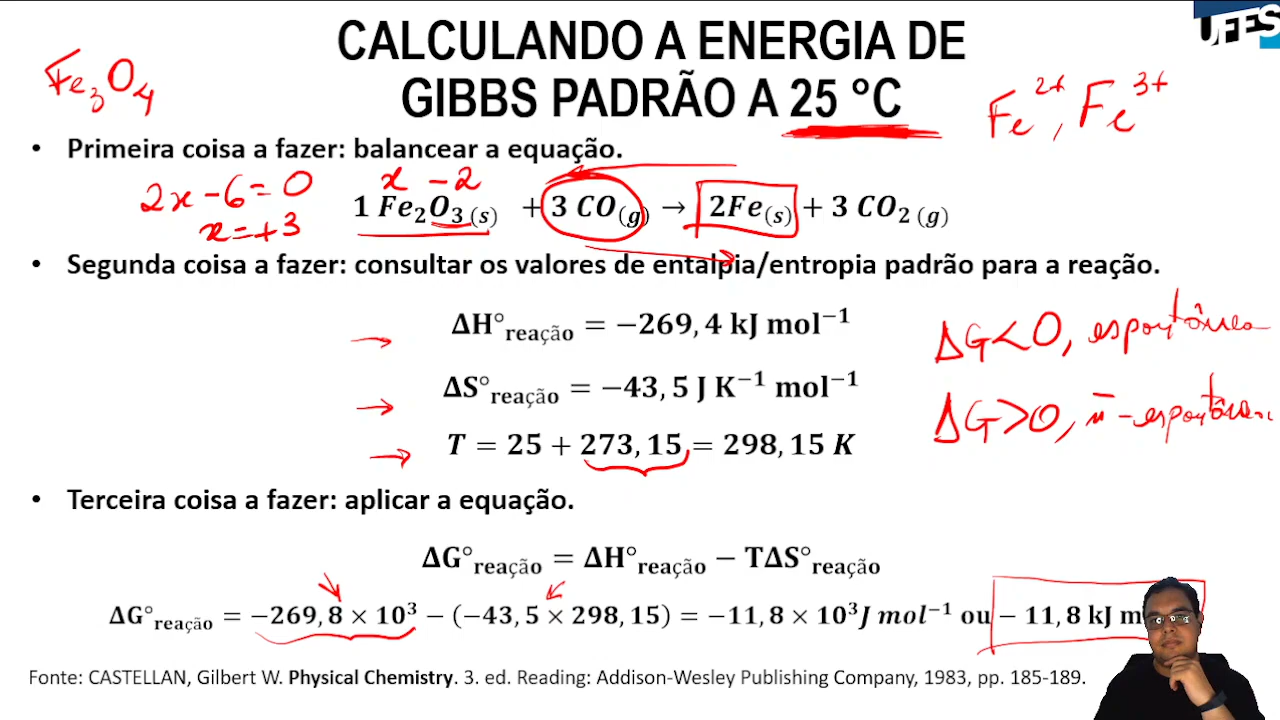 UFES
CALCULANDO A ENERGIA DE
GIBBS PADRÃO A 25 °C
Fe₃O₄
Fe²⁺, Fe³⁺
• Primeira coisa a fazer: balancear a equação.
2x - 6 = 0
x = +3
x -2
1 Fe₂O₃ (s) + 3 CO(g) → 2Fe(s) + 3 CO₂ (g)
• Segunda coisa a fazer: consultar os valores de entalpia/entropia padrão para a reação.
ΔH°reação = −269,4 kJ mol⁻¹
ΔG<0, espontânea
ΔS°reação = −43,5 J K⁻¹ mol⁻¹
ΔG>0, ñ-espontânea
T = 25 + 273,15 = 298,15 K
• Terceira coisa a fazer: aplicar a equação.
ΔG°reação = ΔH°reação − TΔS°reação
ΔG°reação = −269,8 × 10³ − (−43,5 × 298,15) = −11,8 × 10³J mol⁻¹ ou − 11,8 kJ m
Fonte: CASTELLAN, Gilbert W. Physical Chemistry. 3. ed. Reading: Addison-Wesley Publishing Company, 1983, pp. 185-189.